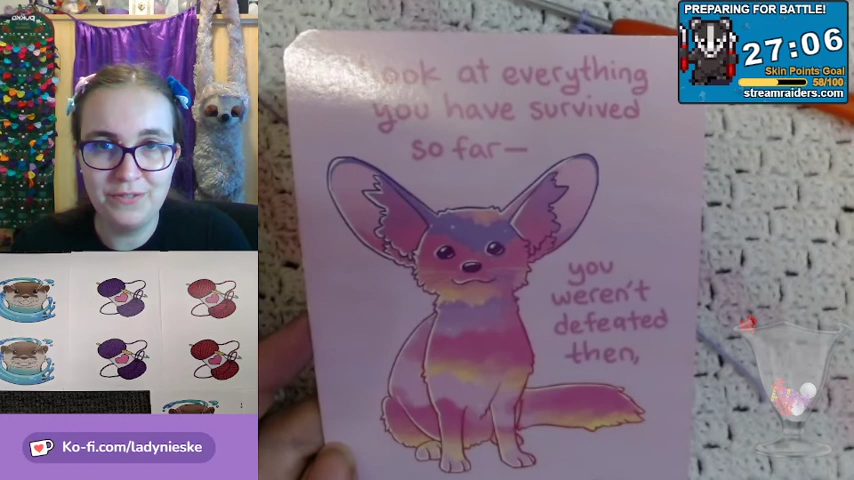 PREPARING FOR BATTLE!
27:06
Skin Points Goal
58/100
streamraiders.com
Look at everything
you have survived
so far—
you
weren't
defeated
then,
Ko-fi.com/ladynieske